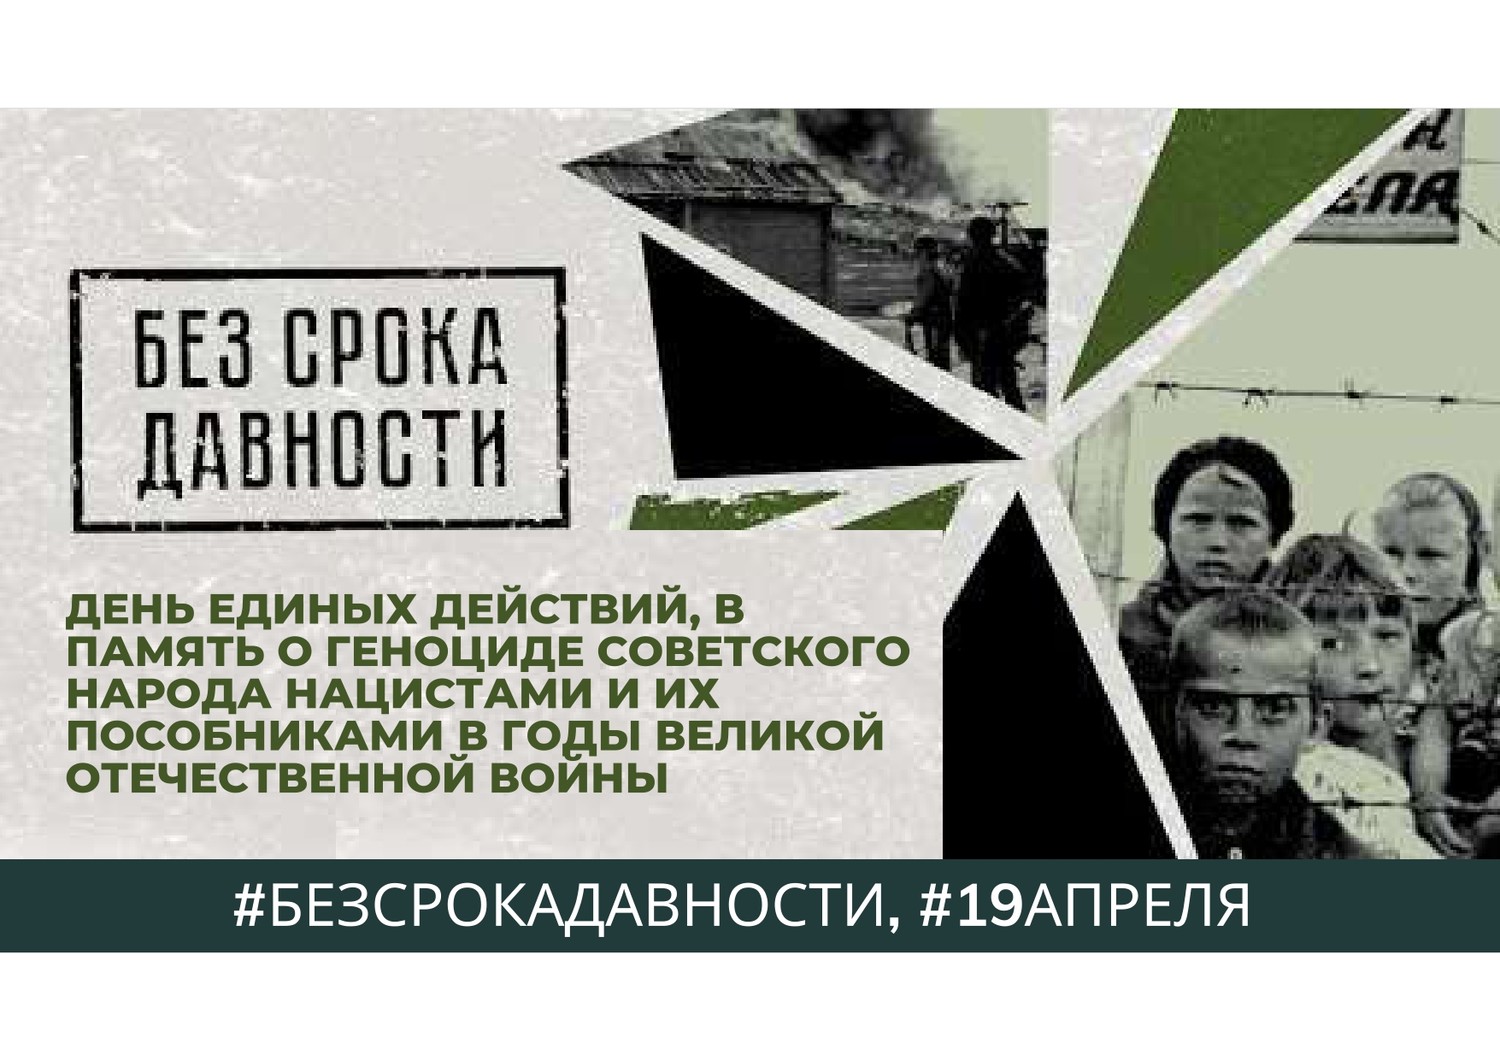 БЕЗ СРОКА
ДАВНОСТИ
ДЕНЬ ЕДИНЫХ ДЕЙСТВИЙ, В
ПАМЯТЬ О ГЕНОЦИДЕ СОВЕТСКОГО
НАРОДА НАЦИСТАМИ И ИХ
ПОСОБНИКАМИ В ГОДЫ ВЕЛИКОЙ
ОТЕЧЕСТВЕННОЙ ВОЙНЫ
#БЕЗСРОКАДАВНОСТИ, #19АПРЕЛЯ